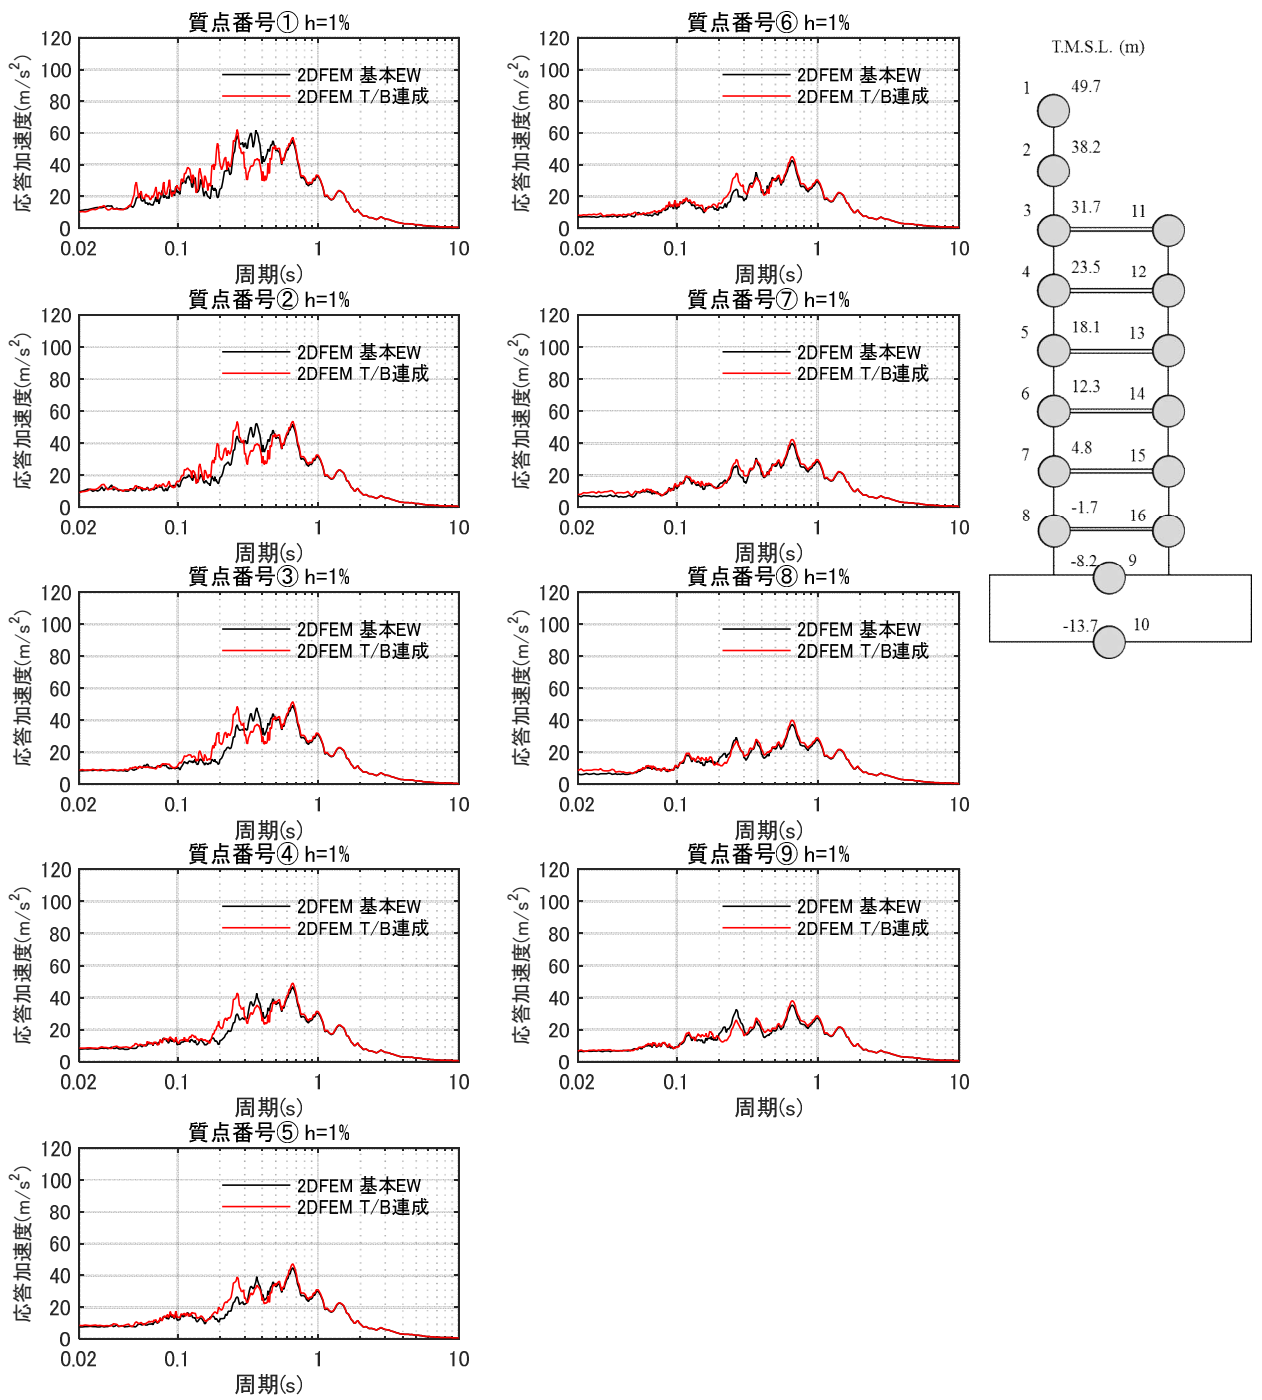 質点番号① h=1%
120
100
80
60
40
20
0
応答加速度(m/s²)
2DFEM 基本EW
2DFEM T/B連成
0.02
0.1
1
10
周期(s)
質点番号② h=1%
120
100
80
60
40
20
0
応答加速度(m/s²)
2DFEM 基本EW
2DFEM T/B連成
0.02
0.1
1
10
周期(s)
質点番号③ h=1%
120
100
80
60
40
20
0
応答加速度(m/s²)
2DFEM 基本EW
2DFEM T/B連成
0.02
0.1
1
10
周期(s)
質点番号④ h=1%
120
100
80
60
40
20
0
応答加速度(m/s²)
2DFEM 基本EW
2DFEM T/B連成
0.02
0.1
1
10
周期(s)
質点番号⑤ h=1%
120
100
80
60
40
20
0
応答加速度(m/s²)
2DFEM 基本EW
2DFEM T/B連成
0.02
0.1
1
10
周期(s)
質点番号⑥ h=1%
120
100
80
60
40
20
0
応答加速度(m/s²)
2DFEM 基本EW
2DFEM T/B連成
0.02
0.1
1
10
周期(s)
質点番号⑦ h=1%
120
100
80
60
40
20
0
応答加速度(m/s²)
2DFEM 基本EW
2DFEM T/B連成
0.02
0.1
1
10
周期(s)
質点番号⑧ h=1%
120
100
80
60
40
20
0
応答加速度(m/s²)
2DFEM 基本EW
2DFEM T/B連成
0.02
0.1
1
10
周期(s)
質点番号⑨ h=1%
120
100
80
60
40
20
0
応答加速度(m/s²)
2DFEM 基本EW
2DFEM T/B連成
0.02
0.1
1
10
周期(s)
T.M.S.L. (m)
1 49.7
2 38.2
3 31.7 11
4 23.5 12
5 18.1 13
6 12.3 14
7 4.8 15
8 -1.7 16
-8.2 9
-13.7 10